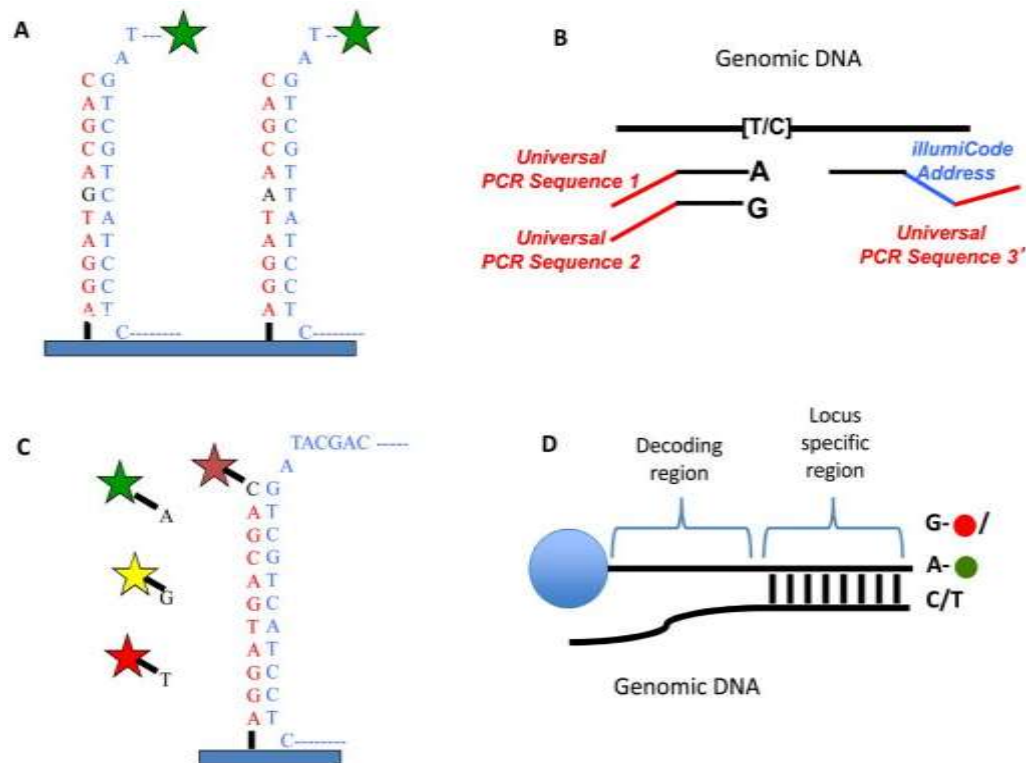 A
T--- T --
A A
C G C G
A T A T
G C G C
C G C G
A T A T
G C A T
T A T A
A T A T
G C G C
G C G C
A T A T
C-------- C--------
B
Genomic DNA
[T/C]
Universal
PCR Sequence 1
A
illumiCode
Address
G
Universal
PCR Sequence 2
Universal
PCR Sequence 3'
C
TACGAC -----
A
C G
A T
G C
C G
A T
G C
T A
A T
G C
G C
A T
C--------
A
G
T
D
Decoding
region
Locus
specific
region
G- /
A-
C/T
Genomic DNA